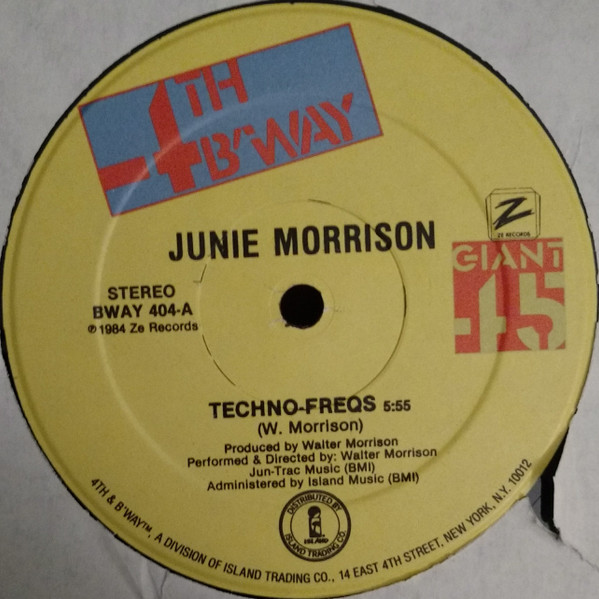 4TH
B'WAY
JUNIE MORRISON
Z
ZE RECORDS
GIANT
45
STEREO
BWAY 404-A
℗ 1984 Ze Records
TECHNO-FREQS 5:55
(W. Morrison)
Produced by Walter Morrison
Performed & Directed by: Walter Morrison
Jun-Trac Music (BMI)
Administered by Island Music (BMI)
DISTRIBUTED BY
ISLAND
ISLAND TRADING CO.
4TH & B'WAY™, A DIVISION OF ISLAND TRADING CO., 14 EAST 4TH STREET, NEW YORK, N.Y. 10012